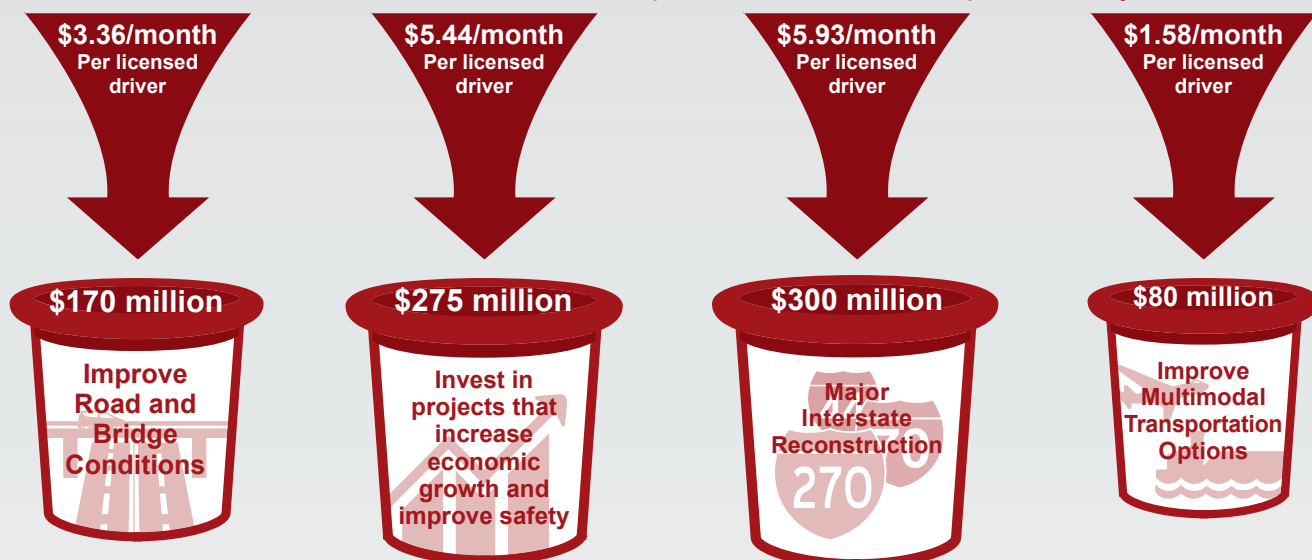 $3.36/month
Per licensed
driver
$5.44/month
Per licensed
driver
$5.93/month
Per licensed
driver
$1.58/month
Per licensed
driver
$170 million
Improve
Road and
Bridge
Conditions
$275 million
Invest in
projects that
increase
economic
growth and
improve safety
$300 million
Major
Interstate
Reconstruction
44
70
270
$80 million
Improve
Multimodal
Transportation
Options